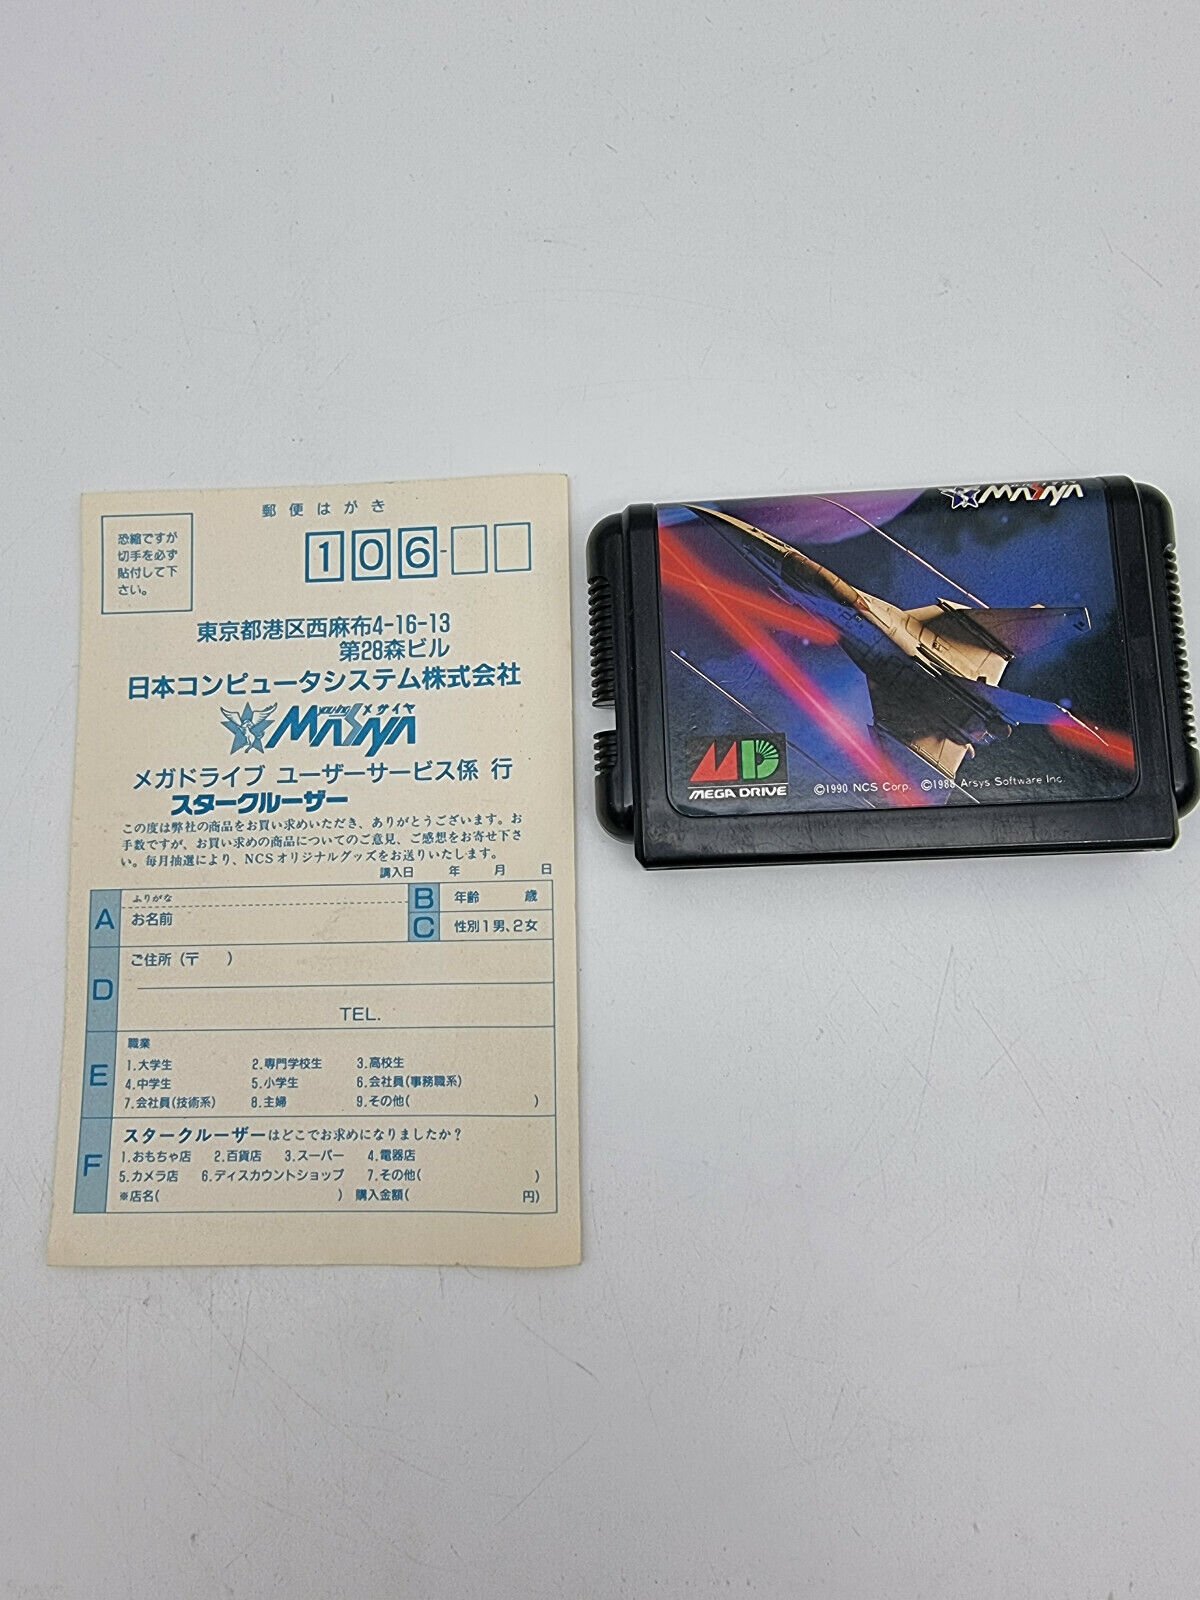 郵便はがき
恐縮ですが
切手を必ず
貼付して下
さい。
106-
東京都港区西麻布4-16-13
第28森ビル
日本コンピュータシステム株式会社
メサイヤ
MASAYA
メガドライブ ユーザーサービス係 行
スタークルーザー
この度は弊社の商品をお買い求めいただき、ありがとうございます。お
手数ですが、お買い求めの商品についてのご意見、ご感想をお寄せ下さ
い。毎月抽選により、NCSオリジナルグッズをお送りいたします。
購入日 年 月 日
A ふりがな
お名前
B 年齢 歳
C 性別 1男、2女
D ご住所(〒 )
TEL.
E 職業
1.大学生 2.専門学校生 3.高校生
4.中学生 5.小学生 6.会社員(事務職系)
7.会社員(技術系) 8.主婦 9.その他( )
F スタークルーザーはどこでお求めになりましたか?
1.おもちゃ店 2.百貨店 3.スーパー 4.電器店
5.カメラ店 6.ディスカウントショップ 7.その他( )
※店名( ) 購入金額( 円)
MASAYA
MD
MEGA DRIVE
©1990 NCS Corp. ©1988 Arsys Software Inc.